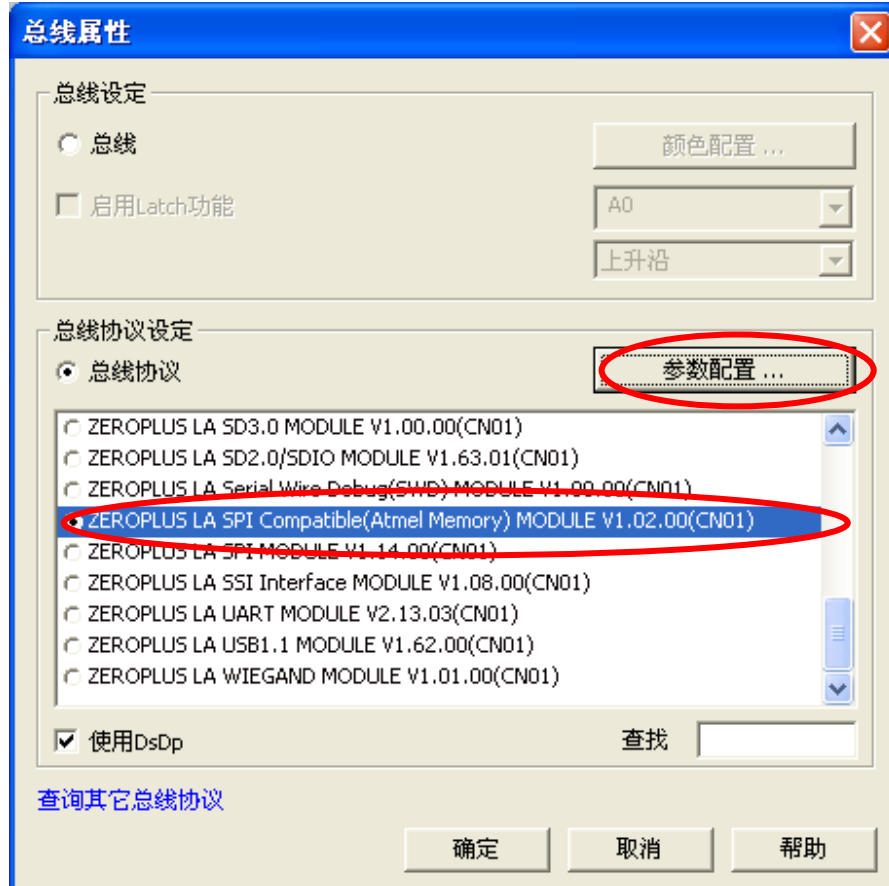 总线属性
总线设定
总线
颜色配置 ...
启用Latch功能
A0
上升沿
总线协议设定
总线协议
参数配置 ...
ZEROPLUS LA SD3.0 MODULE V1.00.00(CN01)
ZEROPLUS LA SD2.0/SDIO MODULE V1.63.01(CN01)
ZEROPLUS LA Serial Wire Debug(SWD) MODULE V1.00.00(CN01)
ZEROPLUS LA SPI Compatible(Atmel Memory) MODULE V1.02.00(CN01)
ZEROPLUS LA SPI MODULE V1.14.00(CN01)
ZEROPLUS LA SSI Interface MODULE V1.08.00(CN01)
ZEROPLUS LA UART MODULE V2.13.03(CN01)
ZEROPLUS LA USB1.1 MODULE V1.62.00(CN01)
ZEROPLUS LA WIEGAND MODULE V1.01.00(CN01)
使用DsDp
查找
查询其它总线协议
确定
取消
帮助